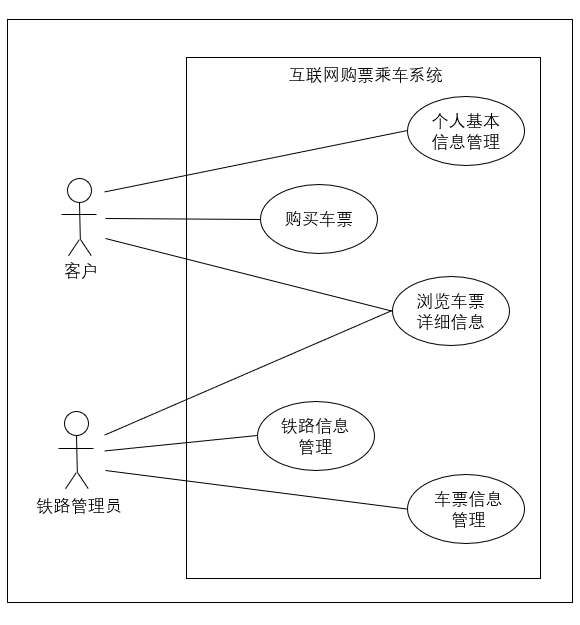 互联网购票乘车系统
个人基本
信息管理
购买车票
客户
浏览车票
详细信息
铁路信息
管理
铁路管理员
车票信息
管理